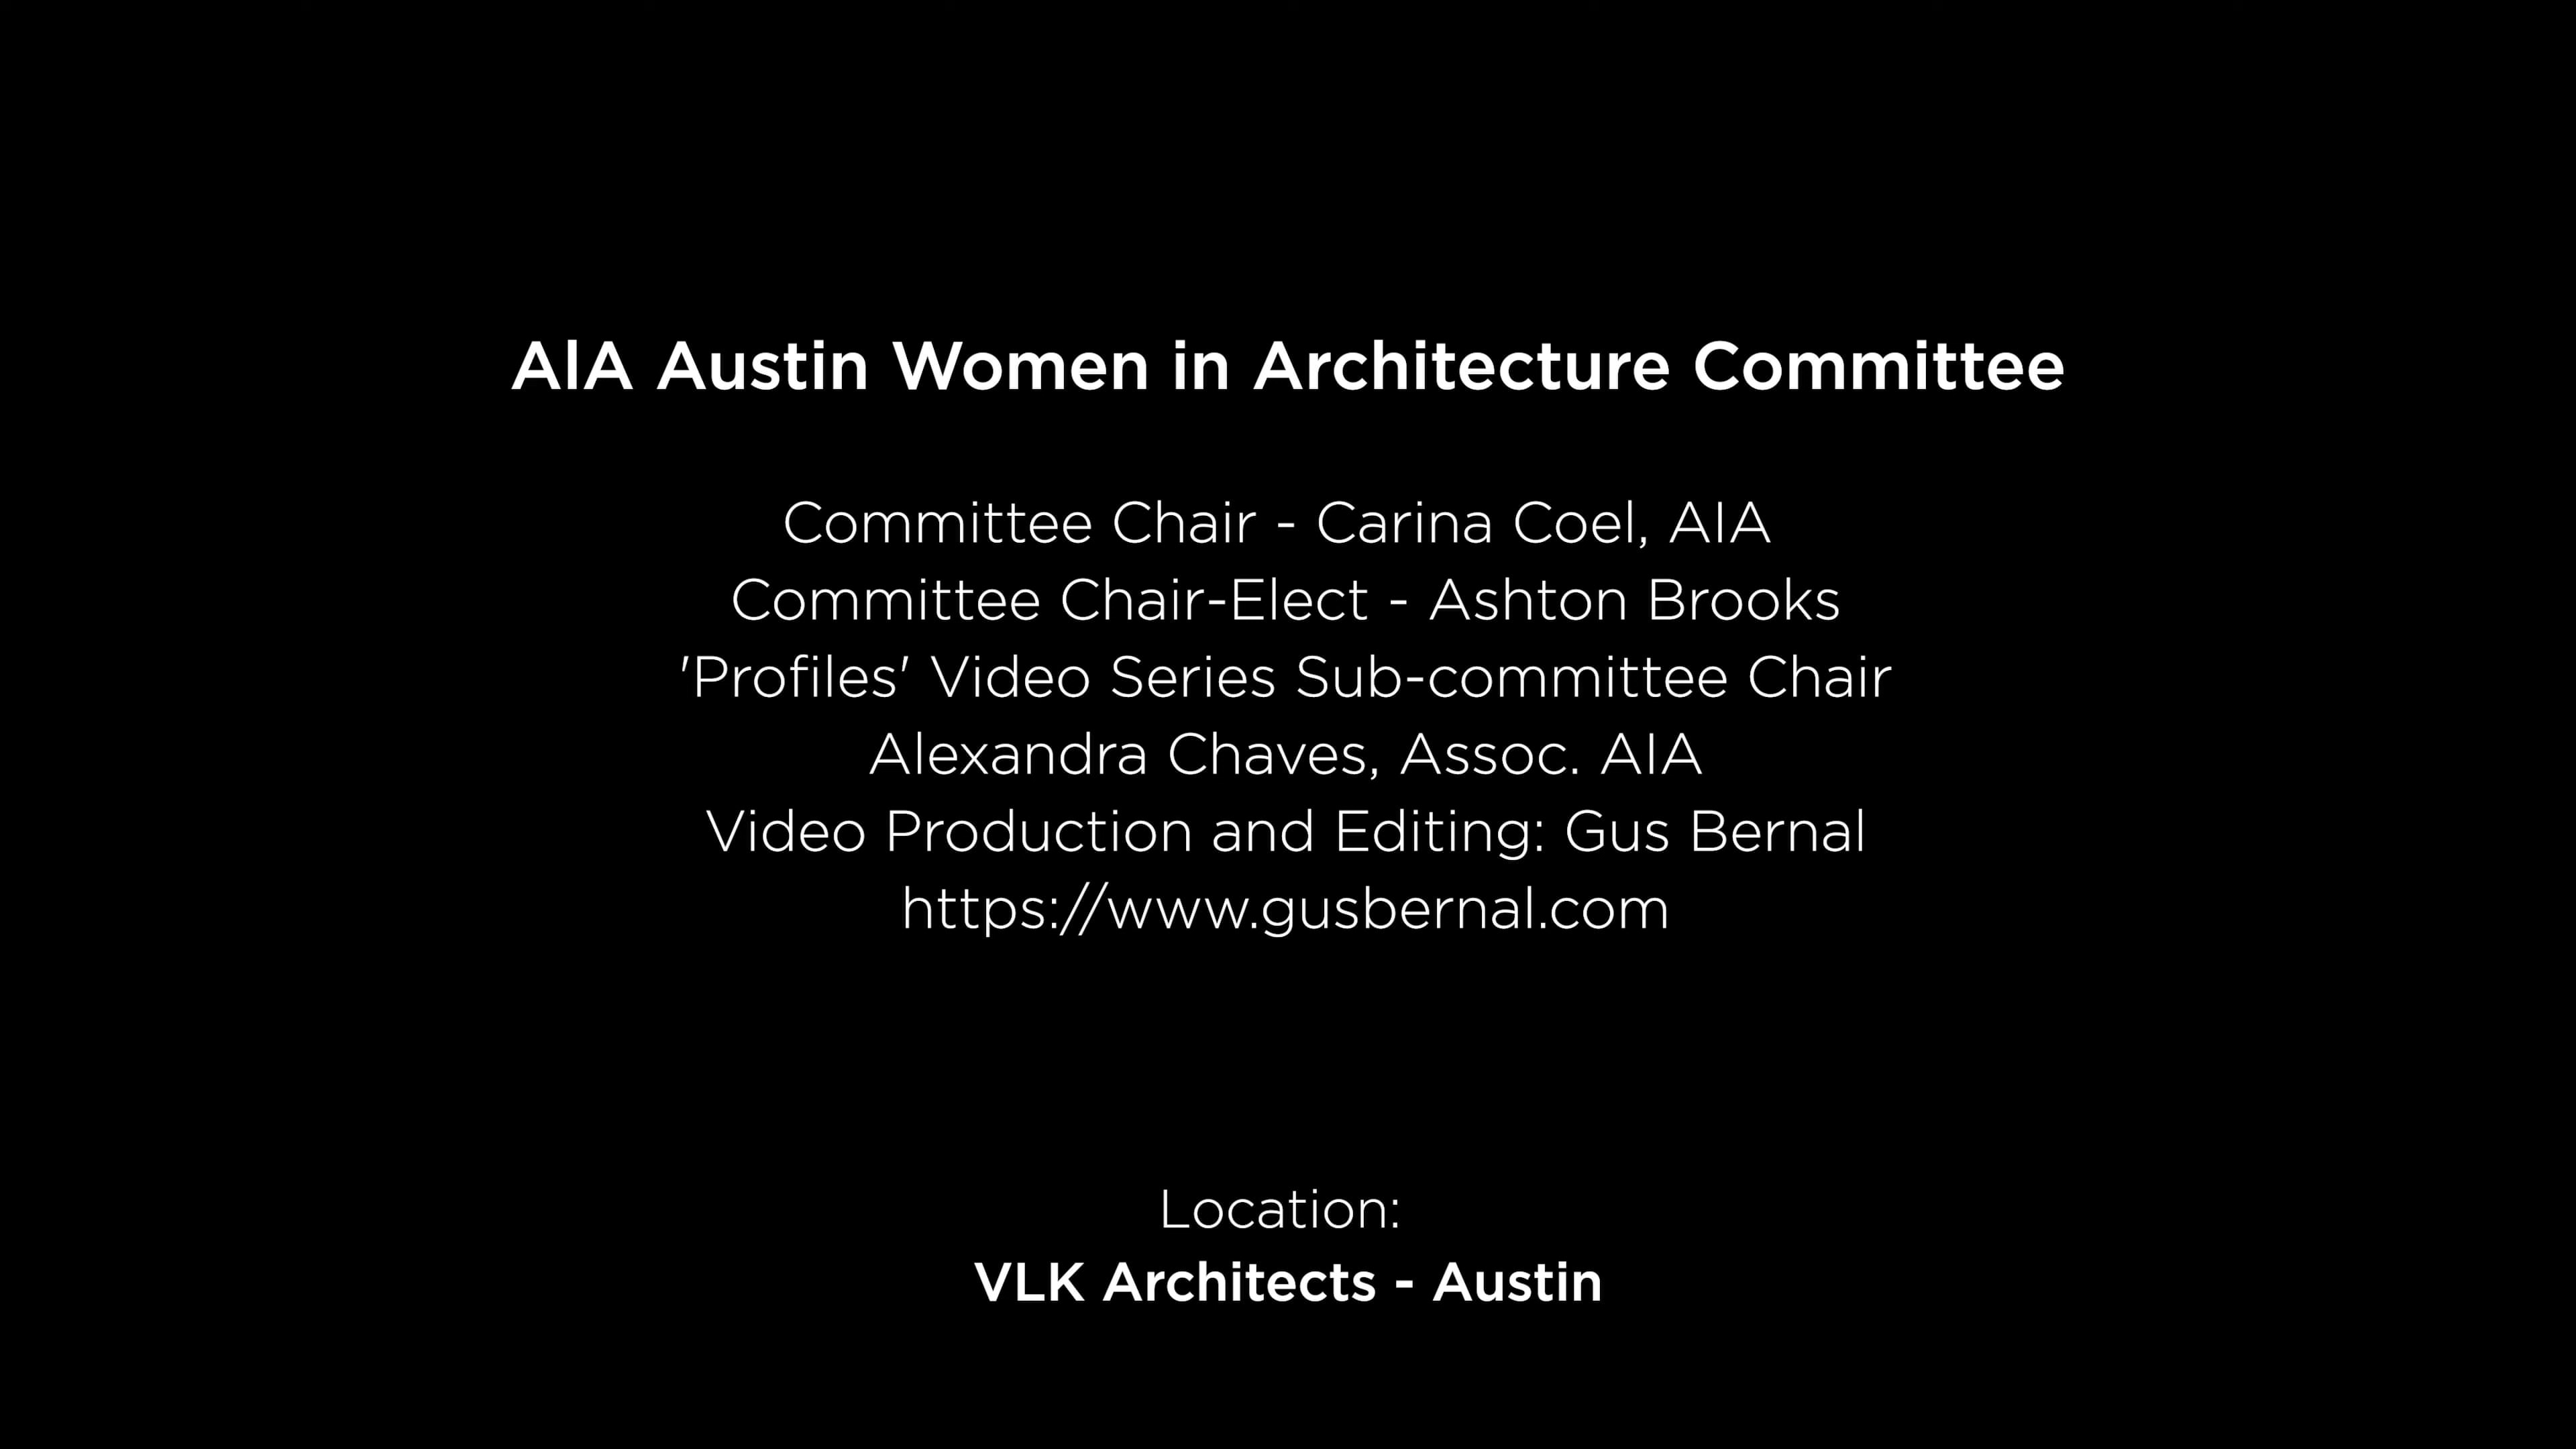 AlA Austin Women in Architecture Committee
Committee Chair - Carina Coel, AIA
Committee Chair-Elect - Ashton Brooks
'Profiles' Video Series Sub-committee Chair
Alexandra Chaves, Assoc. AIA
Video Production and Editing: Gus Bernal
https://www.gusbernal.com
Location:
VLK Architects - Austin